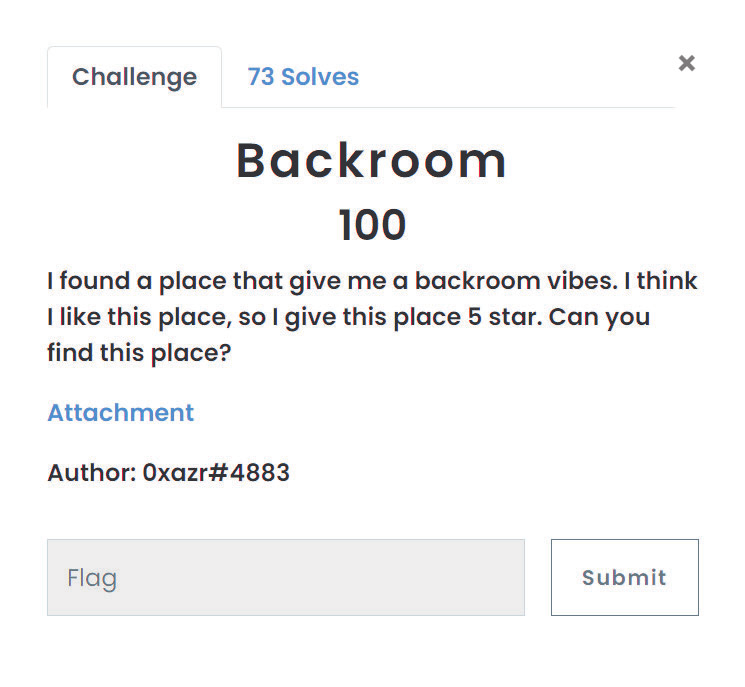 Challenge
73 Solves
×
Backroom
100
I found a place that give me a backroom vibes. I think
I like this place, so I give this place 5 star. Can you
find this place?
Attachment
Author: 0xazr#4883
Flag
Submit